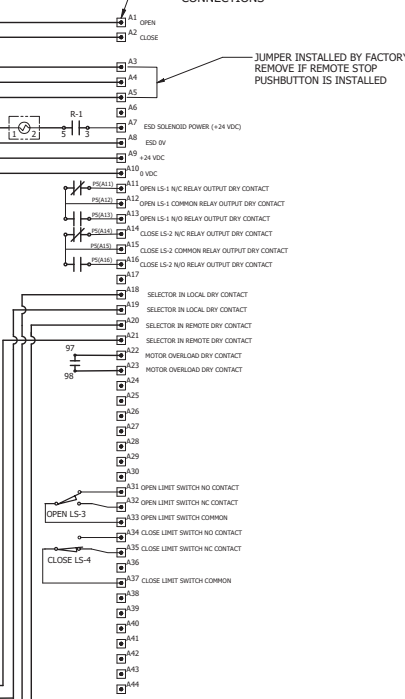 CONNECTIONS
A1 OPEN
A2 CLOSE
A3
JUMPER INSTALLED BY FACTORY
REMOVE IF REMOTE STOP
PUSHBUTTON IS INSTALLED
A4
A5
A6
R-1
1 2 5 3 A7 ESD SOLENOID POWER (+24 VDC)
A8 ESD 0V
A9 +24 VDC
A10 0 VDC
PS(A11) A11 OPEN LS-1 N/C RELAY OUTPUT DRY CONTACT
PS(A12) A12 OPEN LS-1 COMMON RELAY OUTPUT DRY CONTACT
PS(A13) A13 OPEN LS-1 N/O RELAY OUTPUT DRY CONTACT
PS(A14) A14 CLOSE LS-2 N/C RELAY OUTPUT DRY CONTACT
PS(A15) A15 CLOSE LS-2 COMMON RELAY OUTPUT DRY CONTACT
PS(A16) A16 CLOSE LS-2 N/O RELAY OUTPUT DRY CONTACT
A17
A18 SELECTOR IN LOCAL DRY CONTACT
A19 SELECTOR IN LOCAL DRY CONTACT
A20 SELECTOR IN REMOTE DRY CONTACT
A21 SELECTOR IN REMOTE DRY CONTACT
97 A22 MOTOR OVERLOAD DRY CONTACT
98 A23 MOTOR OVERLOAD DRY CONTACT
A24
A25
A26
A27
A28
A29
A30
A31 OPEN LIMIT SWITCH NO CONTACT
A32 OPEN LIMIT SWITCH NC CONTACT
OPEN LS-3
A33 OPEN LIMIT SWITCH COMMON
A34 CLOSE LIMIT SWITCH NO CONTACT
A35 CLOSE LIMIT SWITCH NC CONTACT
CLOSE LS-4
A36
A37 CLOSE LIMIT SWITCH COMMON
A38
A39
A40
A41
A42
A43
A44